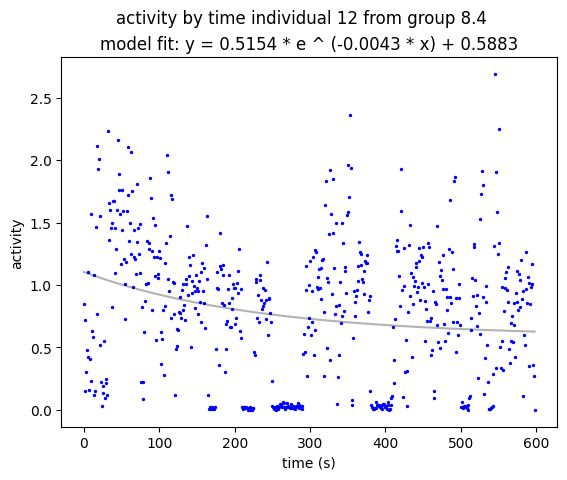 activity by time individual 12 from group 8.4
model fit: y = 0.5154 * e ^ (-0.0043 * x) + 0.5883
2.5
2.0
1.5
1.0
0.5
0.0
activity
0 100 200 300 400 500 600
time (s)